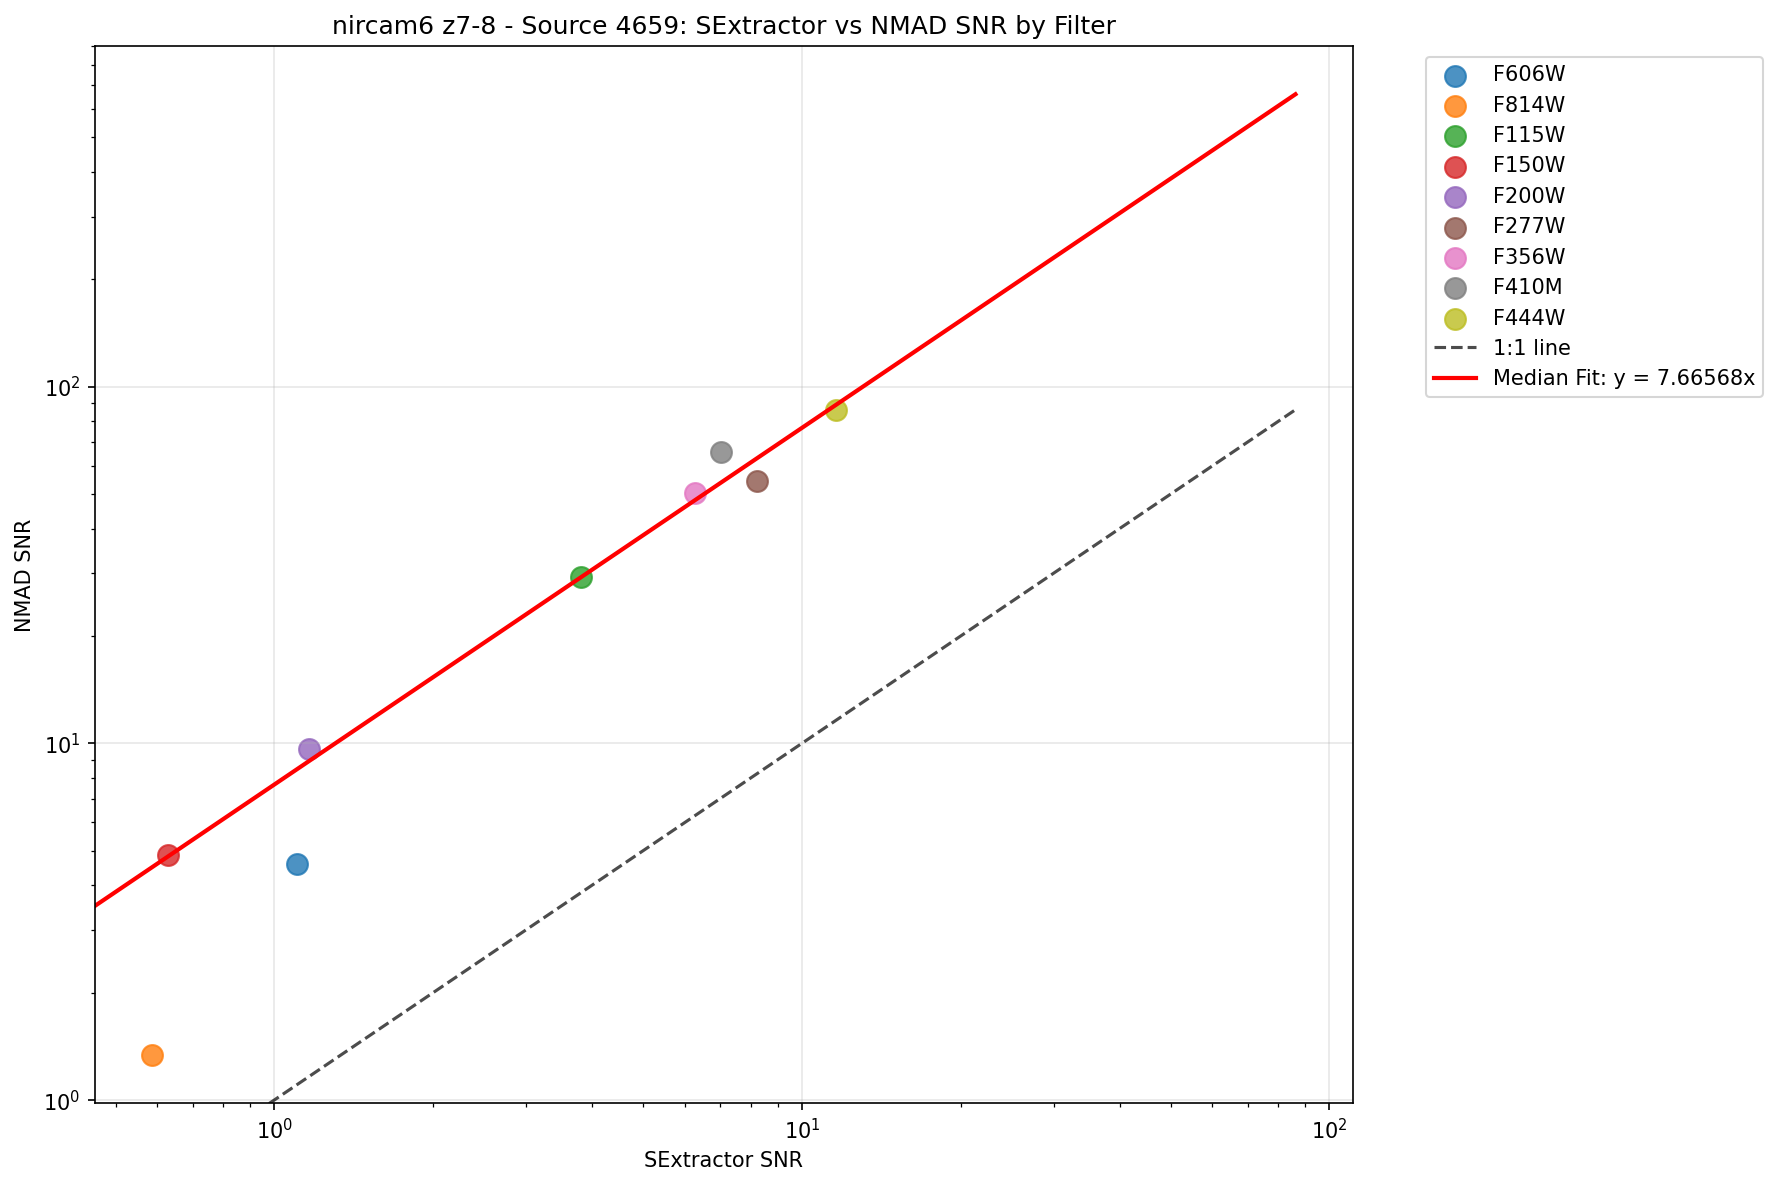 nircam6 z7-8 - Source 4659: SExtractor vs NMAD SNR by Filter
NMAD SNR
10²
10¹
10⁰
10⁰ 10¹ 10²
SExtractor SNR
F606W
F814W
F115W
F150W
F200W
F277W
F356W
F410M
F444W
1:1 line
Median Fit: y = 7.66568x